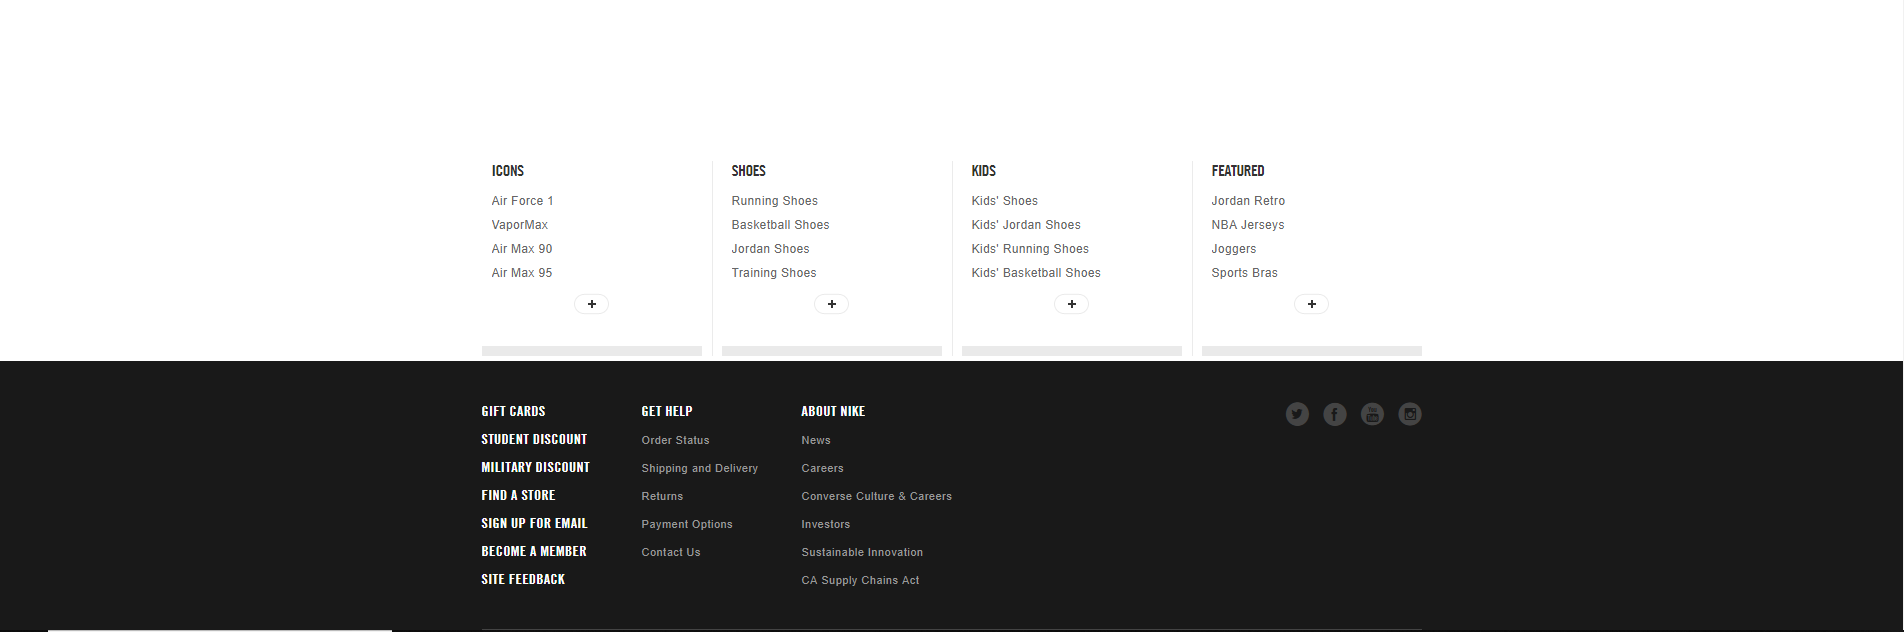 ICONS
Air Force 1
VaporMax
Air Max 90
Air Max 95
+
SHOES
Running Shoes
Basketball Shoes
Jordan Shoes
Training Shoes
+
KIDS
Kids' Shoes
Kids' Jordan Shoes
Kids' Running Shoes
Kids' Basketball Shoes
+
FEATURED
Jordan Retro
NBA Jerseys
Joggers
Sports Bras
+
GIFT CARDS
STUDENT DISCOUNT
MILITARY DISCOUNT
FIND A STORE
SIGN UP FOR EMAIL
BECOME A MEMBER
SITE FEEDBACK
GET HELP
Order Status
Shipping and Delivery
Returns
Payment Options
Contact Us
ABOUT NIKE
News
Careers
Converse Culture & Careers
Investors
Sustainable Innovation
CA Supply Chains Act